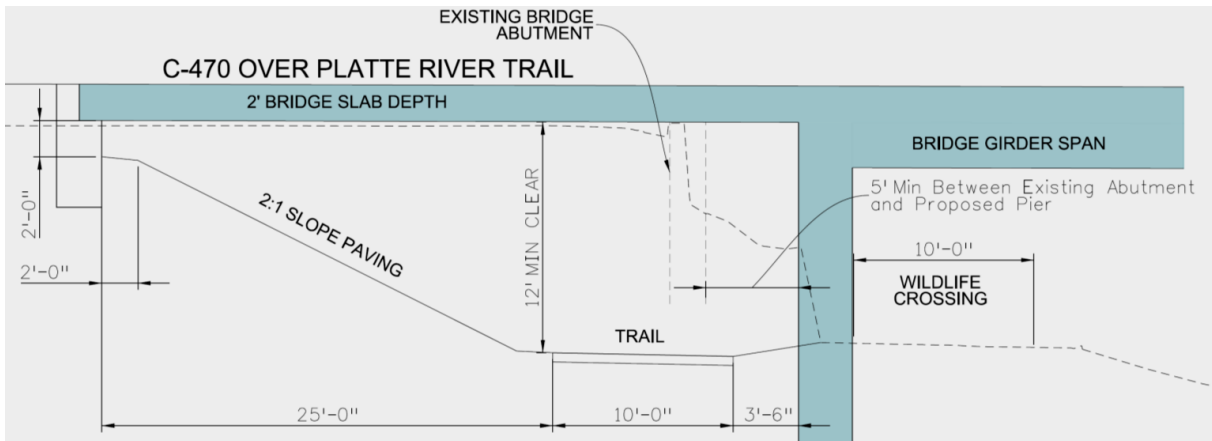 EXISTING BRIDGE
ABUTMENT
C-470 OVER PLATTE RIVER TRAIL
2' BRIDGE SLAB DEPTH
BRIDGE GIRDER SPAN
5' Min Between Existing Abutment
and Proposed Pier
2'-0"
2:1 SLOPE PAVING
12' MIN CLEAR
10'-0"
2'-0"
WILDLIFE
CROSSING
TRAIL
25'-0"
10'-0"
3'-6"